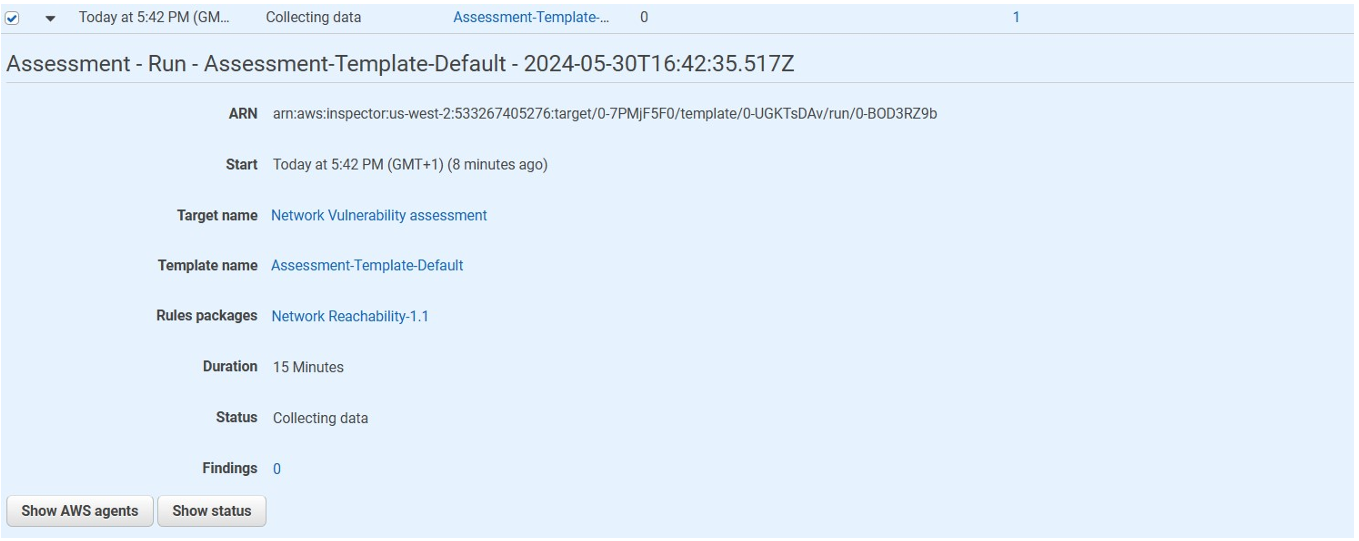 Today at 5:42 PM (GM... Collecting data Assessment-Template-... 0 1
Assessment - Run - Assessment-Template-Default - 2024-05-30T16:42:35.517Z
ARN arn:aws:inspector:us-west-2:533267405276:target/0-7PMjF5F0/template/0-UGKTsDAv/run/0-BOD3RZ9b
Start Today at 5:42 PM (GMT+1) (8 minutes ago)
Target name Network Vulnerability assessment
Template name Assessment-Template-Default
Rules packages Network Reachability-1.1
Duration 15 Minutes
Status Collecting data
Findings 0
Show AWS agents Show status